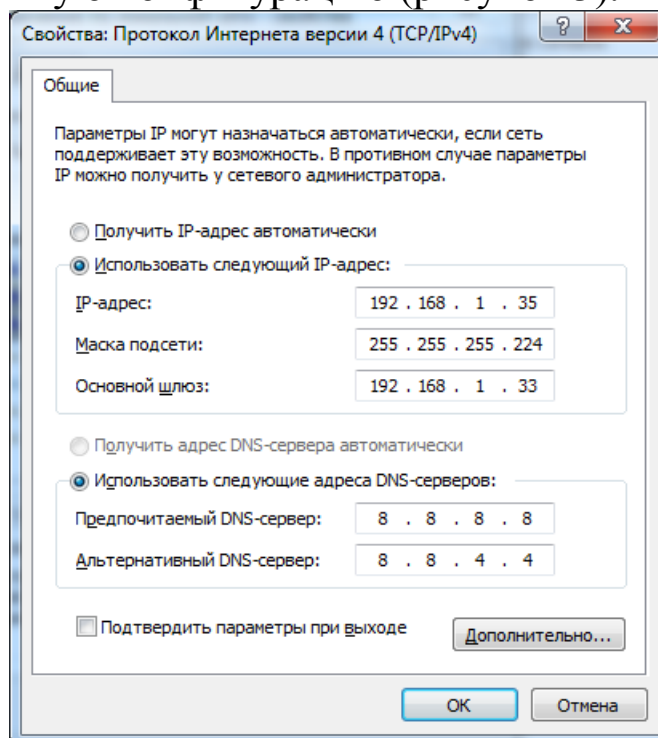 Свойства: Протокол Интернета версии 4 (TCP/IPv4)
Общие
Параметры IP могут назначаться автоматически, если сеть
поддерживает эту возможность. В противном случае параметры
IP можно получить у сетевого администратора.
Получить IP-адрес автоматически
Использовать следующий IP-адрес:
IP-адрес: 192 . 168 . 1 . 35
Маска подсети: 255 . 255 . 255 . 224
Основной шлюз: 192 . 168 . 1 . 33
Получить адрес DNS-сервера автоматически
Использовать следующие адреса DNS-серверов:
Предпочитаемый DNS-сервер: 8 . 8 . 8 . 8
Альтернативный DNS-сервер: 8 . 8 . 4 . 4
Подтвердить параметры при выходе
Дополнительно...
ОК Отмена